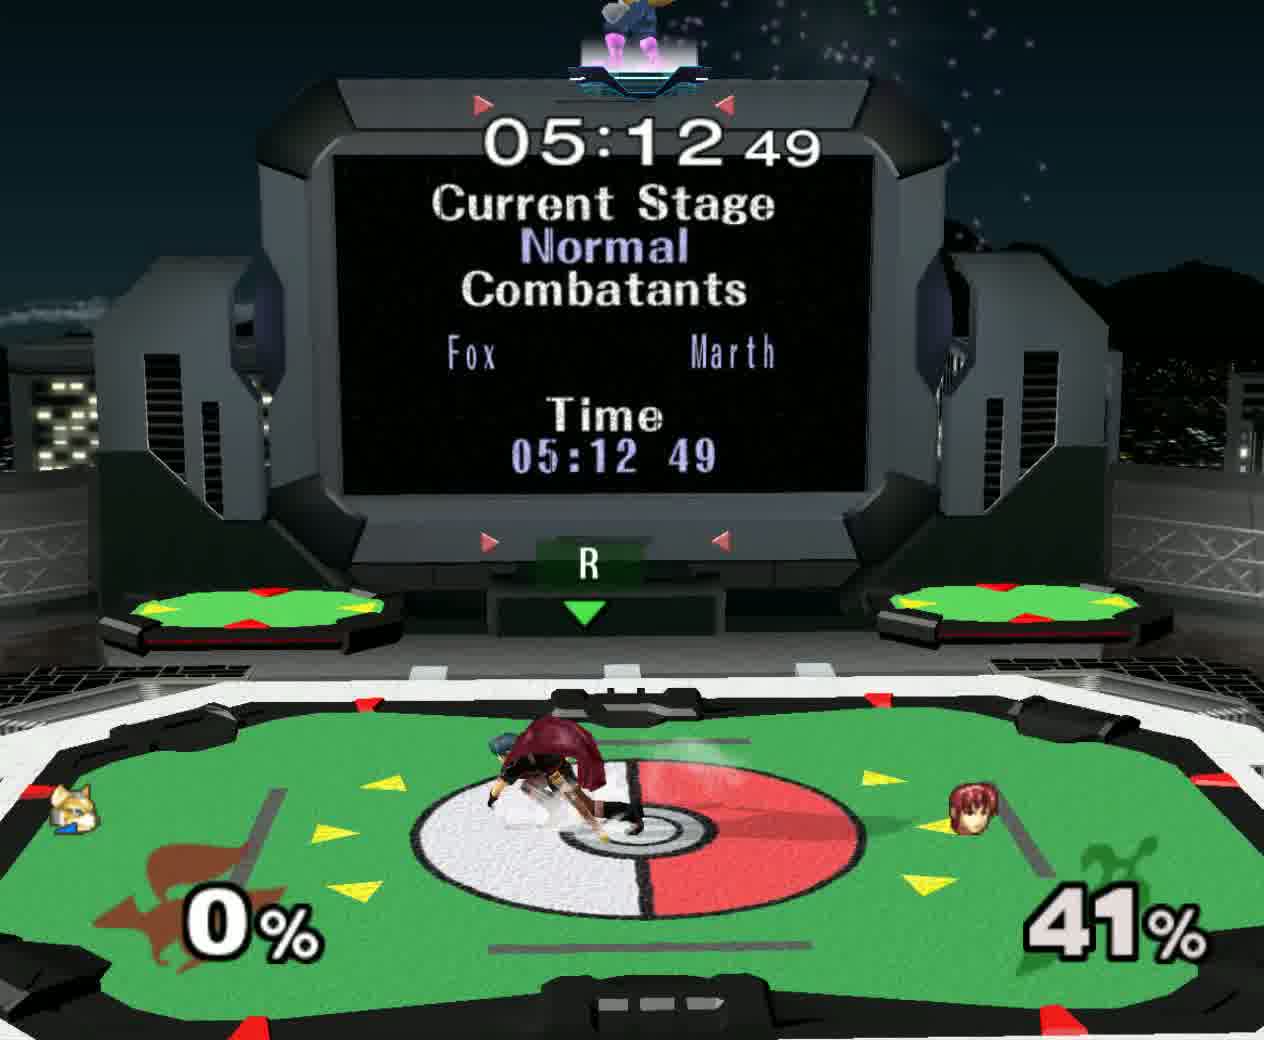 05:12 49
Current Stage
Normal
Combatants
Fox Marth
Time
05:12 49
R
0% 41%